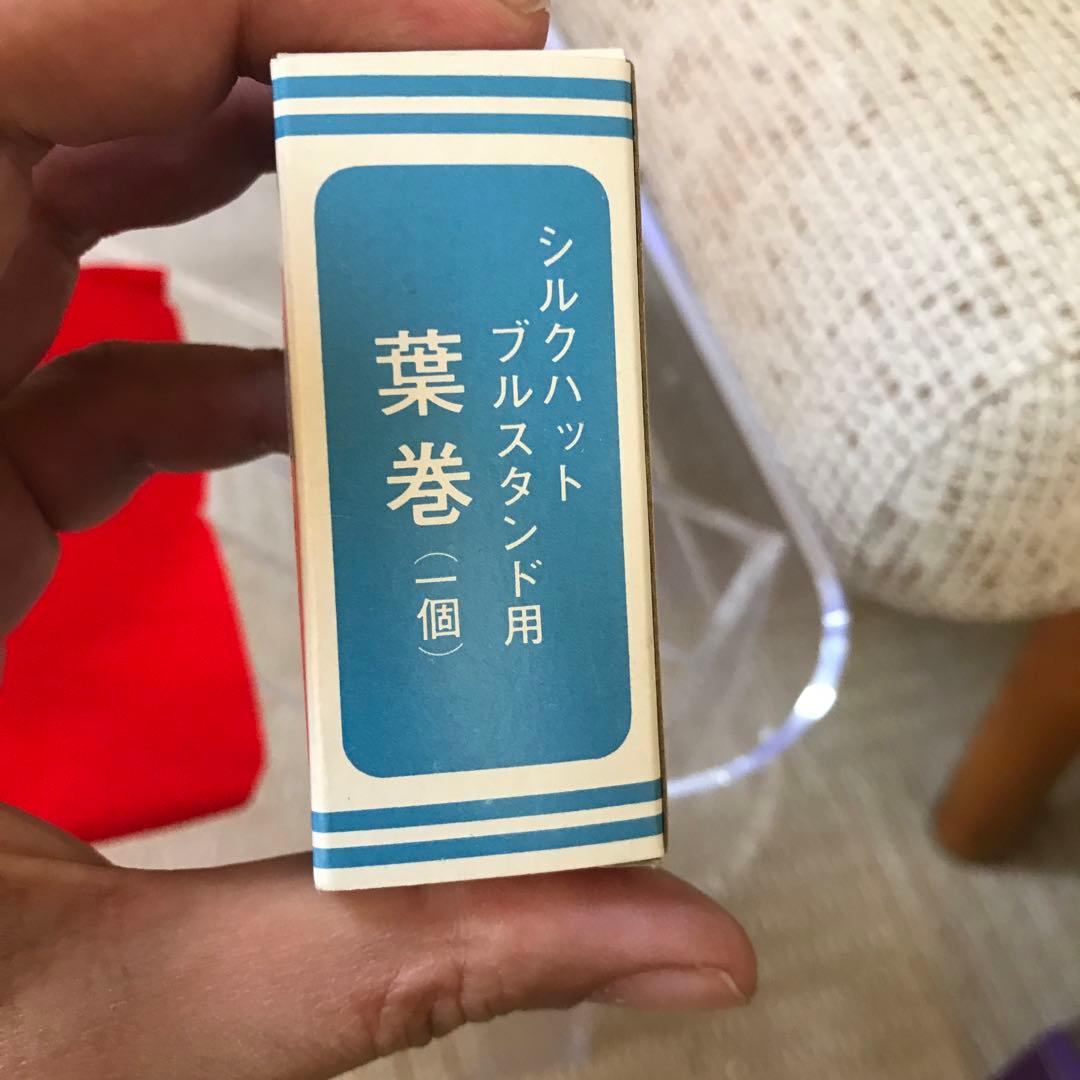 シルクハット
ブルスタンド用
葉巻（一個）